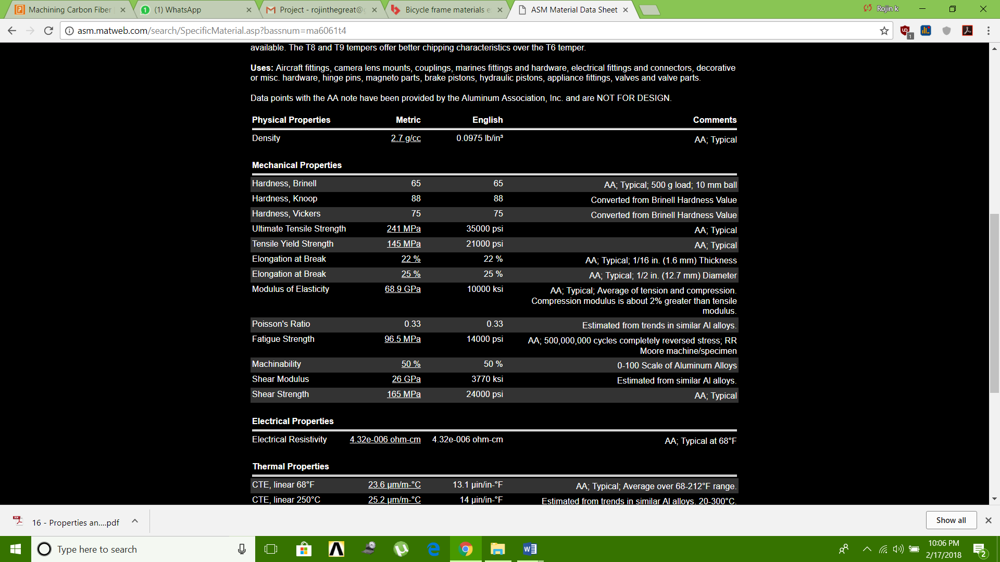 Machining Carbon Fiber
(1) WhatsApp
Project - rojinthegreat@g
Bicycle frame materials e
ASM Material Data Sheet
Rojin k
asm.matweb.com/search/SpecificMaterial.asp?bassnum=ma6061t4
available. The T8 and T9 tempers offer better chipping characteristics over the T6 temper.
Uses: Aircraft fittings, camera lens mounts, couplings, marines fittings and hardware, electrical fittings and connectors, decorative
or misc. hardware, hinge pins, magneto parts, brake pistons, hydraulic pistons, appliance fittings, valves and valve parts.
Data points with the AA note have been provided by the Aluminum Association, Inc. and are NOT FOR DESIGN.
Physical Properties Metric English Comments
Density 2.7 g/cc 0.0975 lb/in³ AA; Typical
Mechanical Properties
Hardness, Brinell 65 65 AA; Typical; 500 g load; 10 mm ball
Hardness, Knoop 88 88 Converted from Brinell Hardness Value
Hardness, Vickers 75 75 Converted from Brinell Hardness Value
Ultimate Tensile Strength 241 MPa 35000 psi AA; Typical
Tensile Yield Strength 145 MPa 21000 psi AA; Typical
Elongation at Break 22 % 22 % AA; Typical; 1/16 in. (1.6 mm) Thickness
Elongation at Break 25 % 25 % AA; Typical; 1/2 in. (12.7 mm) Diameter
Modulus of Elasticity 68.9 GPa 10000 ksi AA; Typical; Average of tension and compression.
Compression modulus is about 2% greater than tensile
modulus.
Poisson's Ratio 0.33 0.33 Estimated from trends in similar Al alloys.
Fatigue Strength 96.5 MPa 14000 psi AA; 500,000,000 cycles completely reversed stress; RR
Moore machine/specimen
Machinability 50 % 50 % 0-100 Scale of Aluminum Alloys
Shear Modulus 26 GPa 3770 ksi Estimated from similar Al alloys.
Shear Strength 165 MPa 24000 psi AA; Typical
Electrical Properties
Electrical Resistivity 4.32e-006 ohm-cm 4.32e-006 ohm-cm AA; Typical at 68°F
Thermal Properties
CTE, linear 68°F 23.6 µm/m-°C 13.1 µin/in-°F AA; Typical; Average over 68-212°F range.
CTE, linear 250°C 25.2 µm/m-°C 14 µin/in-°F Estimated from trends in similar Al alloys. 20-300°C.
16 - Properties an....pdf
Show all
Type here to search
10:06 PM
2/17/2018
2